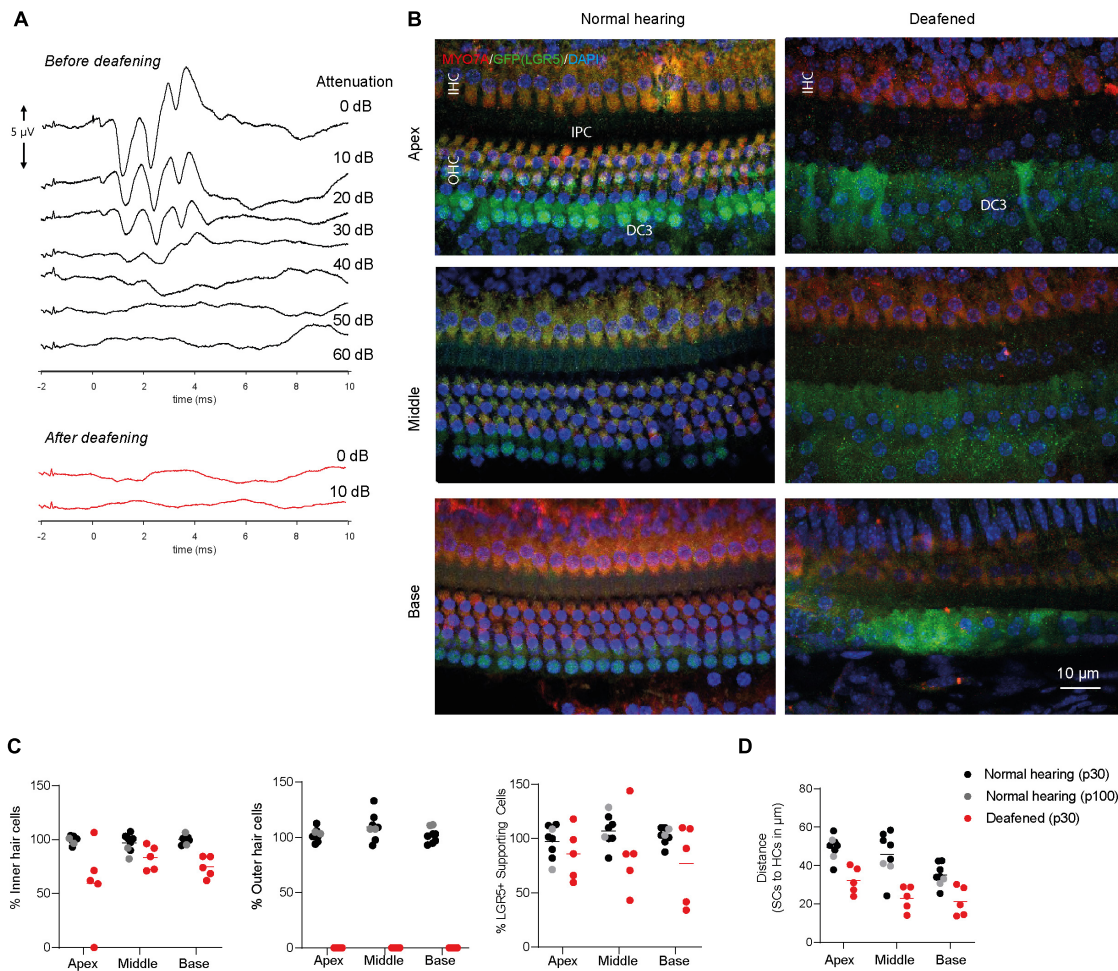 A
Before deafening
Attenuation
0 dB
5 µV
10 dB
20 dB
30 dB
40 dB
50 dB
60 dB
-2 0 2 4 6 8 10
time (ms)
After deafening
0 dB
10 dB
-2 0 2 4 6 8 10
time (ms)
B
Normal hearing
Deafened
MYO7A/GFP(LGR5)/DAPI
IHC
IPC
OHC
DC3
IHC
DC3
Apex
Middle
Base
10 µm
C
% Inner hair cells
150
100
50
0
Apex Middle Base
% Outer hair cells
150
100
50
0
Apex Middle Base
% LGR5+ Supporting Cells
150
100
50
0
Apex Middle Base
D
Normal hearing (p30)
Normal hearing (p100)
Deafened (p30)
Distance
(SCs to HCs in µm)
80
60
40
20
0
Apex Middle Base